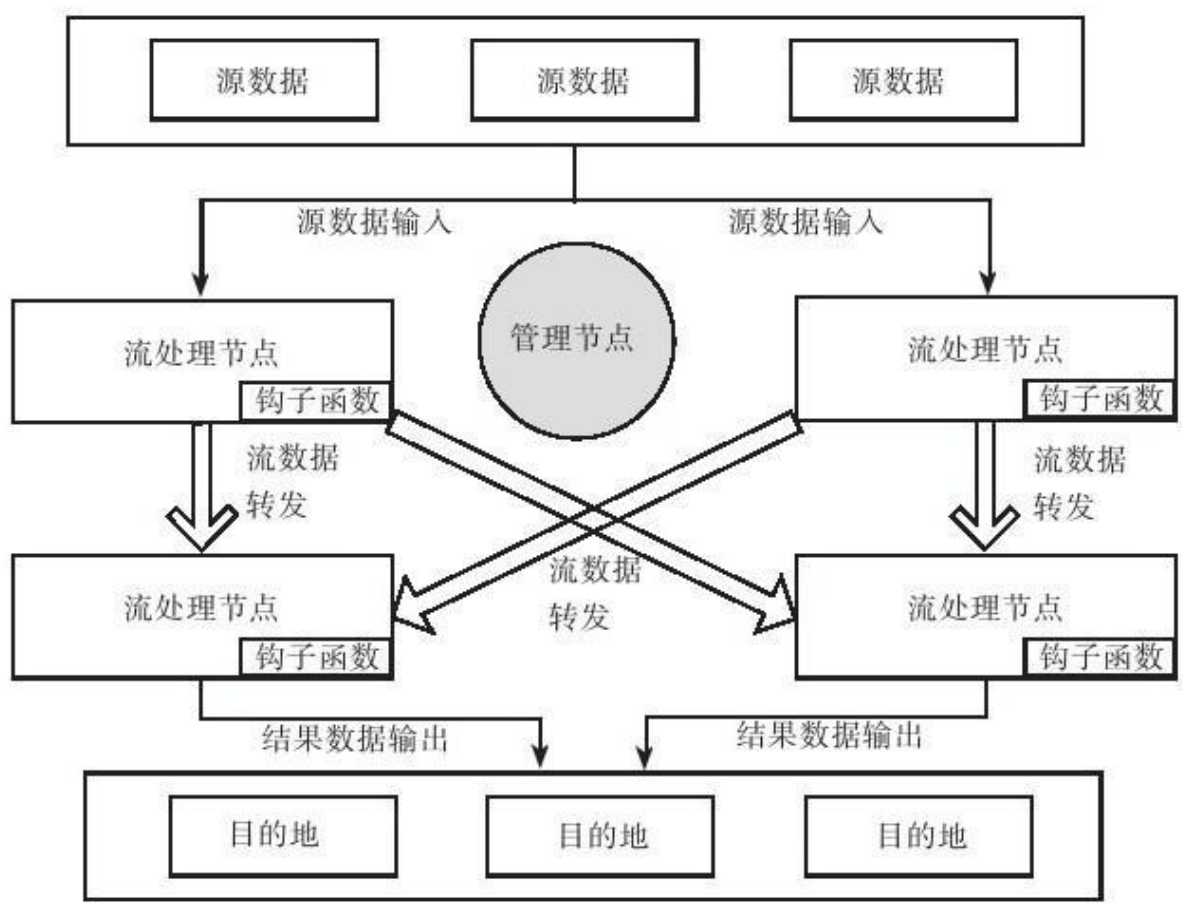 源数据
源数据
源数据
源数据输入
源数据输入
管理节点
流处理节点
钩子函数
流处理节点
钩子函数
流数据
转发
流数据
转发
流数据
转发
流处理节点
钩子函数
流处理节点
钩子函数
结果数据输出
结果数据输出
目的地
目的地
目的地